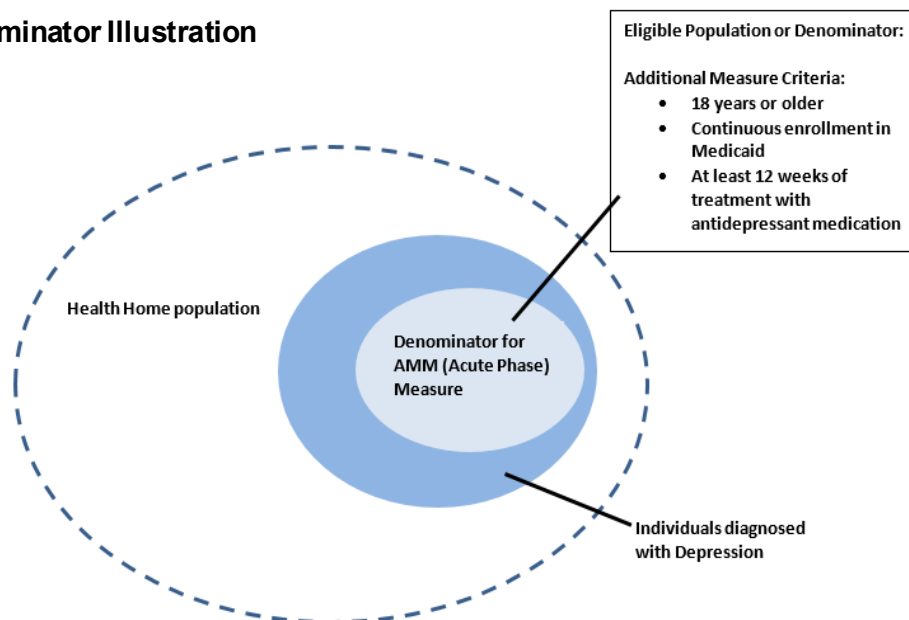 minator Illustration
Eligible Population or Denominator:
Additional Measure Criteria:
• 18 years or older
• Continuous enrollment in
Medicaid
• At least 12 weeks of
treatment with
antidepressant medication
Health Home population
Denominator for
AMM (Acute Phase)
Measure
Individuals diagnosed
with Depression